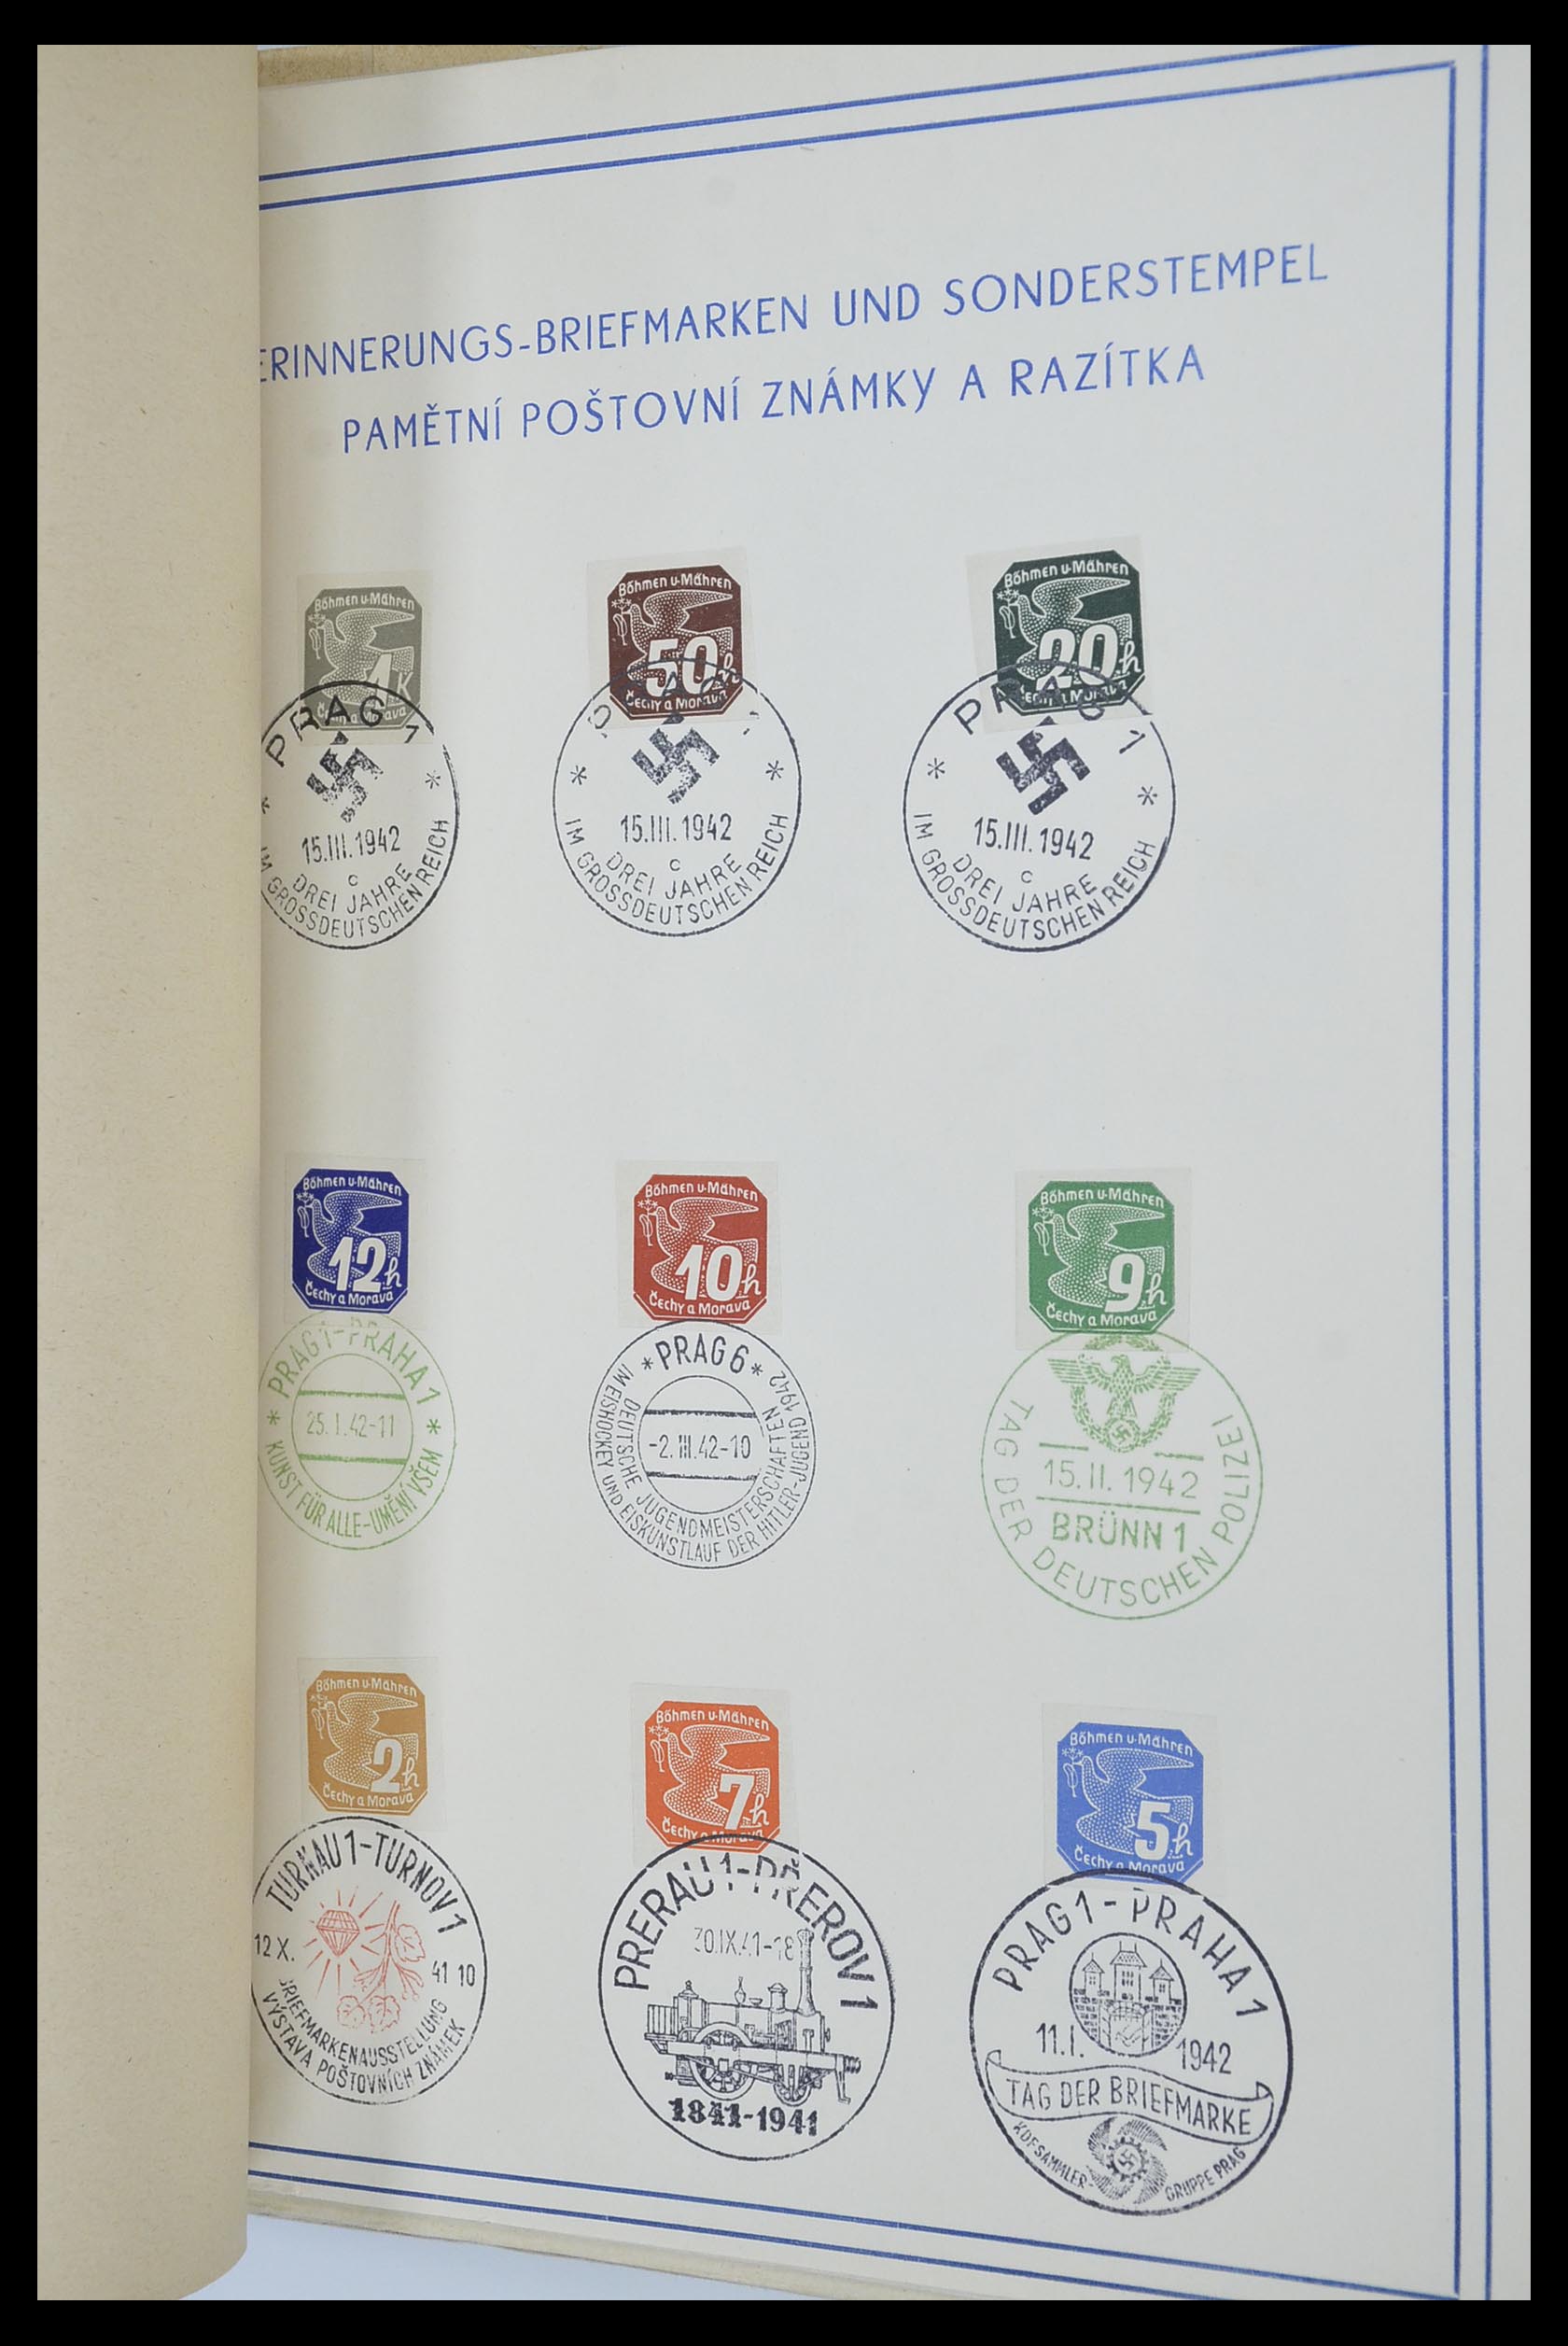 ERINNERUNGS-BRIEFMARKEN UND SONDERSTEMPEL
PAMĚTNÍ POŠTOVNÍ ZNÁMKY A RAZÍTKA
Böhmen u·Mähren
1K
Čechy a Morava
PRAG 1
* *
15.III.1942
c
DREI JAHRE
IM GROSSDEUTSCHEN REICH
Böhmen u·Mähren
50h
Čechy a Morava
* *
15.III.1942
c
DREI JAHRE
IM GROSSDEUTSCHEN REICH
Böhmen u·Mähren
20h
Čechy a Morava
PRAG 1
* *
15.III.1942
c
DREI JAHRE
IM GROSSDEUTSCHEN REICH
Böhmen u·Mähren
12h
Čechy a Morava
PRAG 1-PRAHA 1
25.I.42-11
* KUNST FÜR ALLE-UMĚNÍ VŠEM *
Böhmen u·Mähren
10h
Čechy a Morava
* PRAG 6 *
-2.III.42-10
DEUTSCHE JUGENDMEISTERSCHAFTEN
IM EISHOCKEY UND EISKUNSTLAUF DER HITLER-JUGEND 1942
Böhmen u·Mähren
9h
Čechy a Morava
15.II.1942
BRÜNN 1
TAG DER DEUTSCHEN POLIZEI
Böhmen u·Mähren
2h
Čechy a Morava
TURNAU 1-TURNOV 1
12 X. 41 10
BRIEFMARKENAUSSTELLUNG
VÝSTAVA POŠTOVNÍCH ZNÁMEK
Böhmen u·Mähren
7h
Čechy a Morava
PRERAU 1-PŘEROV 1
30.IX.41-18
1841-1941
Böhmen u·Mähren
5h
Čechy a Morava
PRAG 1-PRAHA 1
11.I. 1942
TAG DER BRIEFMARKE
KDF SAMMLER-GRUPPE PRAG